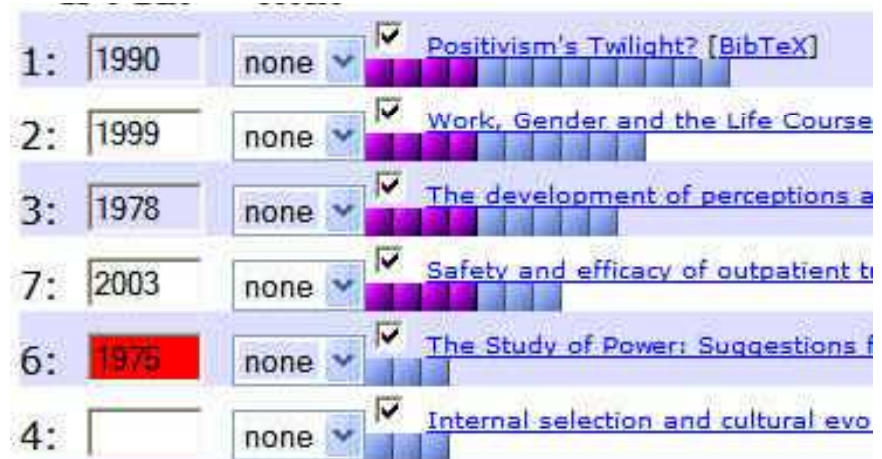 1: 1990 none Positivism's Twilight? [BibTeX]
2: 1999 none Work, Gender and the Life Course
3: 1978 none The development of perceptions a
7: 2003 none Safety and efficacy of outpatient tr
6: 1975 none The Study of Power: Suggestions f
4: none Internal selection and cultural evo